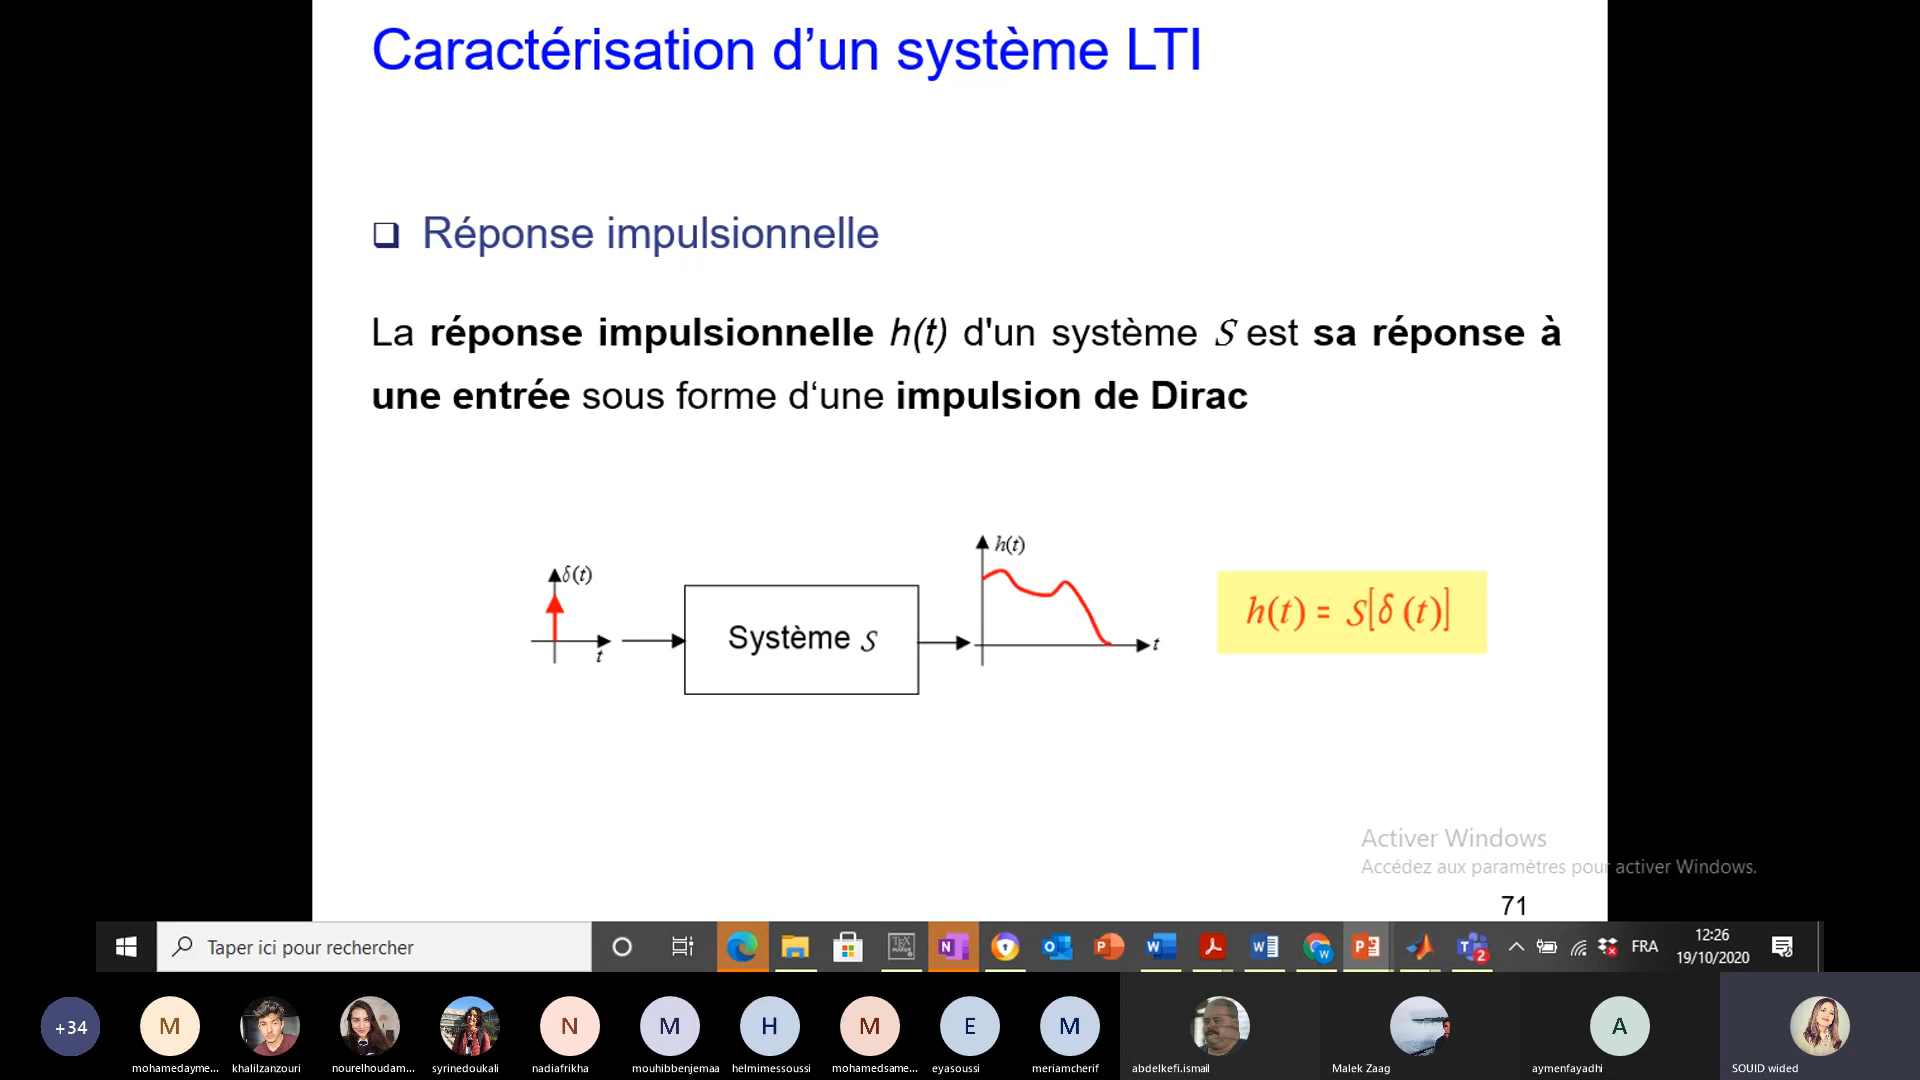 Caractérisation d’un système LTI
❑ Réponse impulsionnelle
La réponse impulsionnelle h(t) d'un système S est sa réponse à
une entrée sous forme d‘une impulsion de Dirac
δ(t)
t
Système S
h(t)
t
h(t) = S[δ (t)]
Activer Windows
Accédez aux paramètres pour activer Windows.
71
Taper ici pour rechercher
FRA
12:26
19/10/2020
+34
M
N
M
H
M
E
M
A
mohamedayme...
khalilzanzouri
nourelhoudam...
syrinedoukali
nadiafrikha
mouhibbenjemaa
helmimessoussi
mohamedsame...
eyasoussi
meriamcherif
abdelkefi.ismail
Malek Zaag
aymenfayadhi
SOUID wided